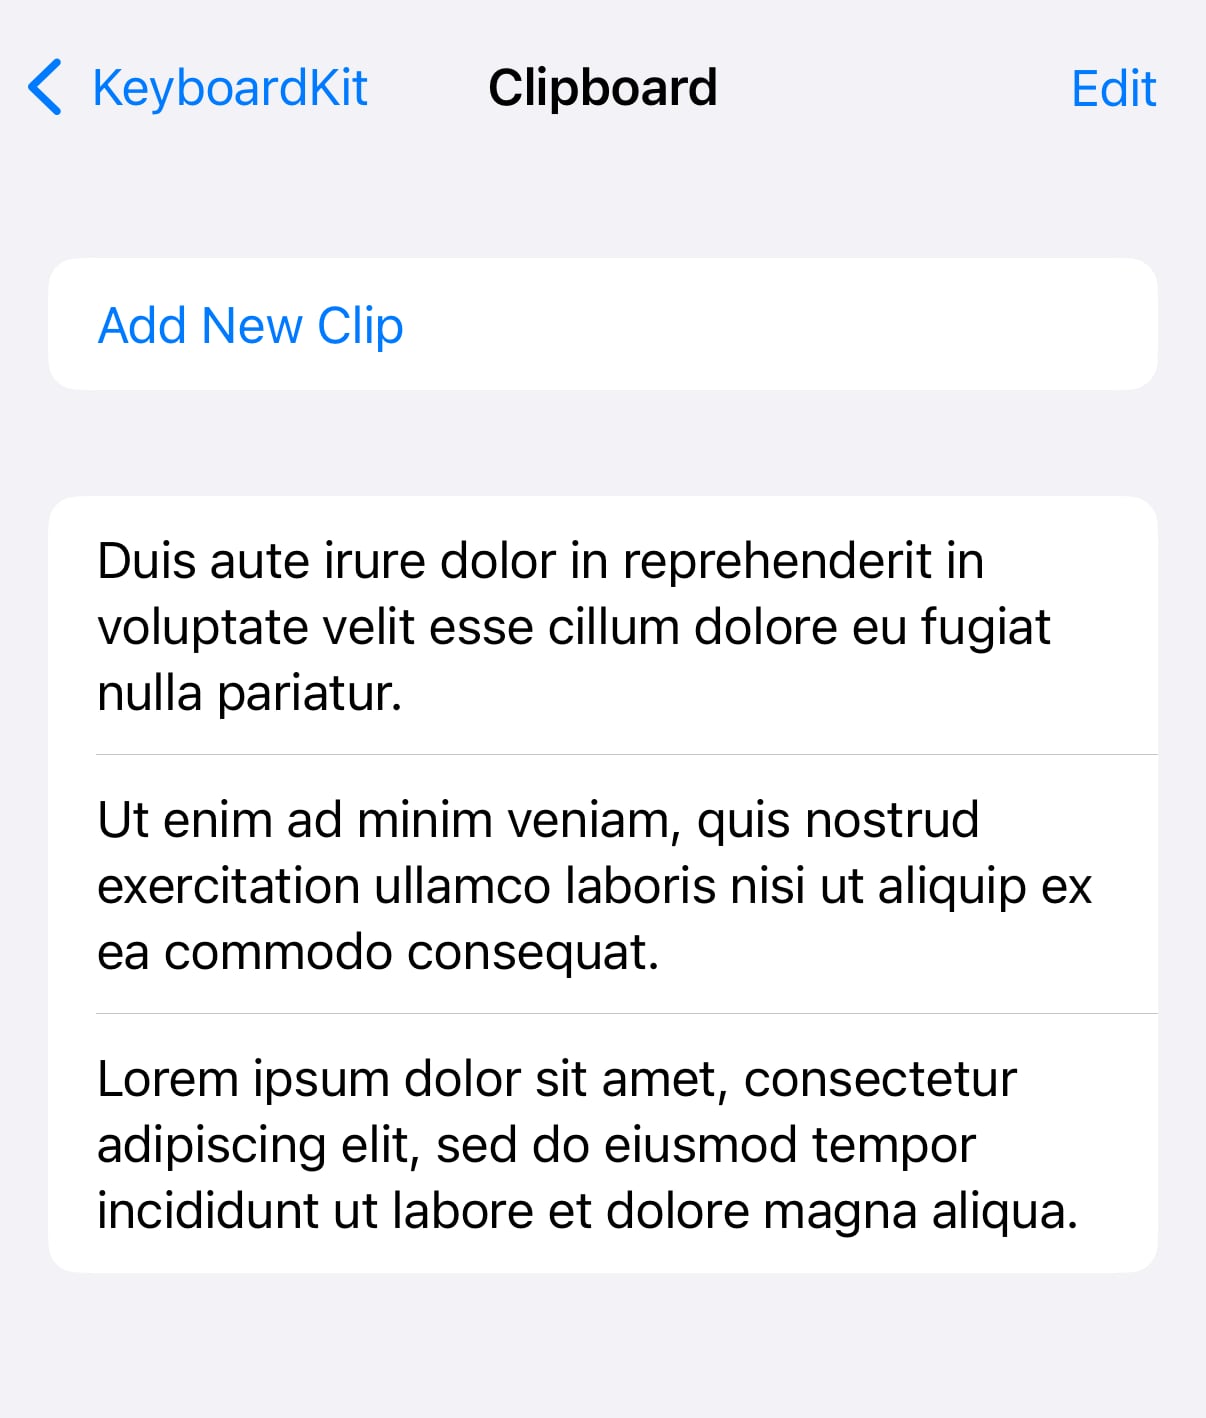 KeyboardKit Clipboard Edit
Add New Clip
Duis aute irure dolor in reprehenderit in
voluptate velit esse cillum dolore eu fugiat
nulla pariatur.
Ut enim ad minim veniam, quis nostrud
exercitation ullamco laboris nisi ut aliquip ex
ea commodo consequat.
Lorem ipsum dolor sit amet, consectetur
adipiscing elit, sed do eiusmod tempor
incididunt ut labore et dolore magna aliqua.